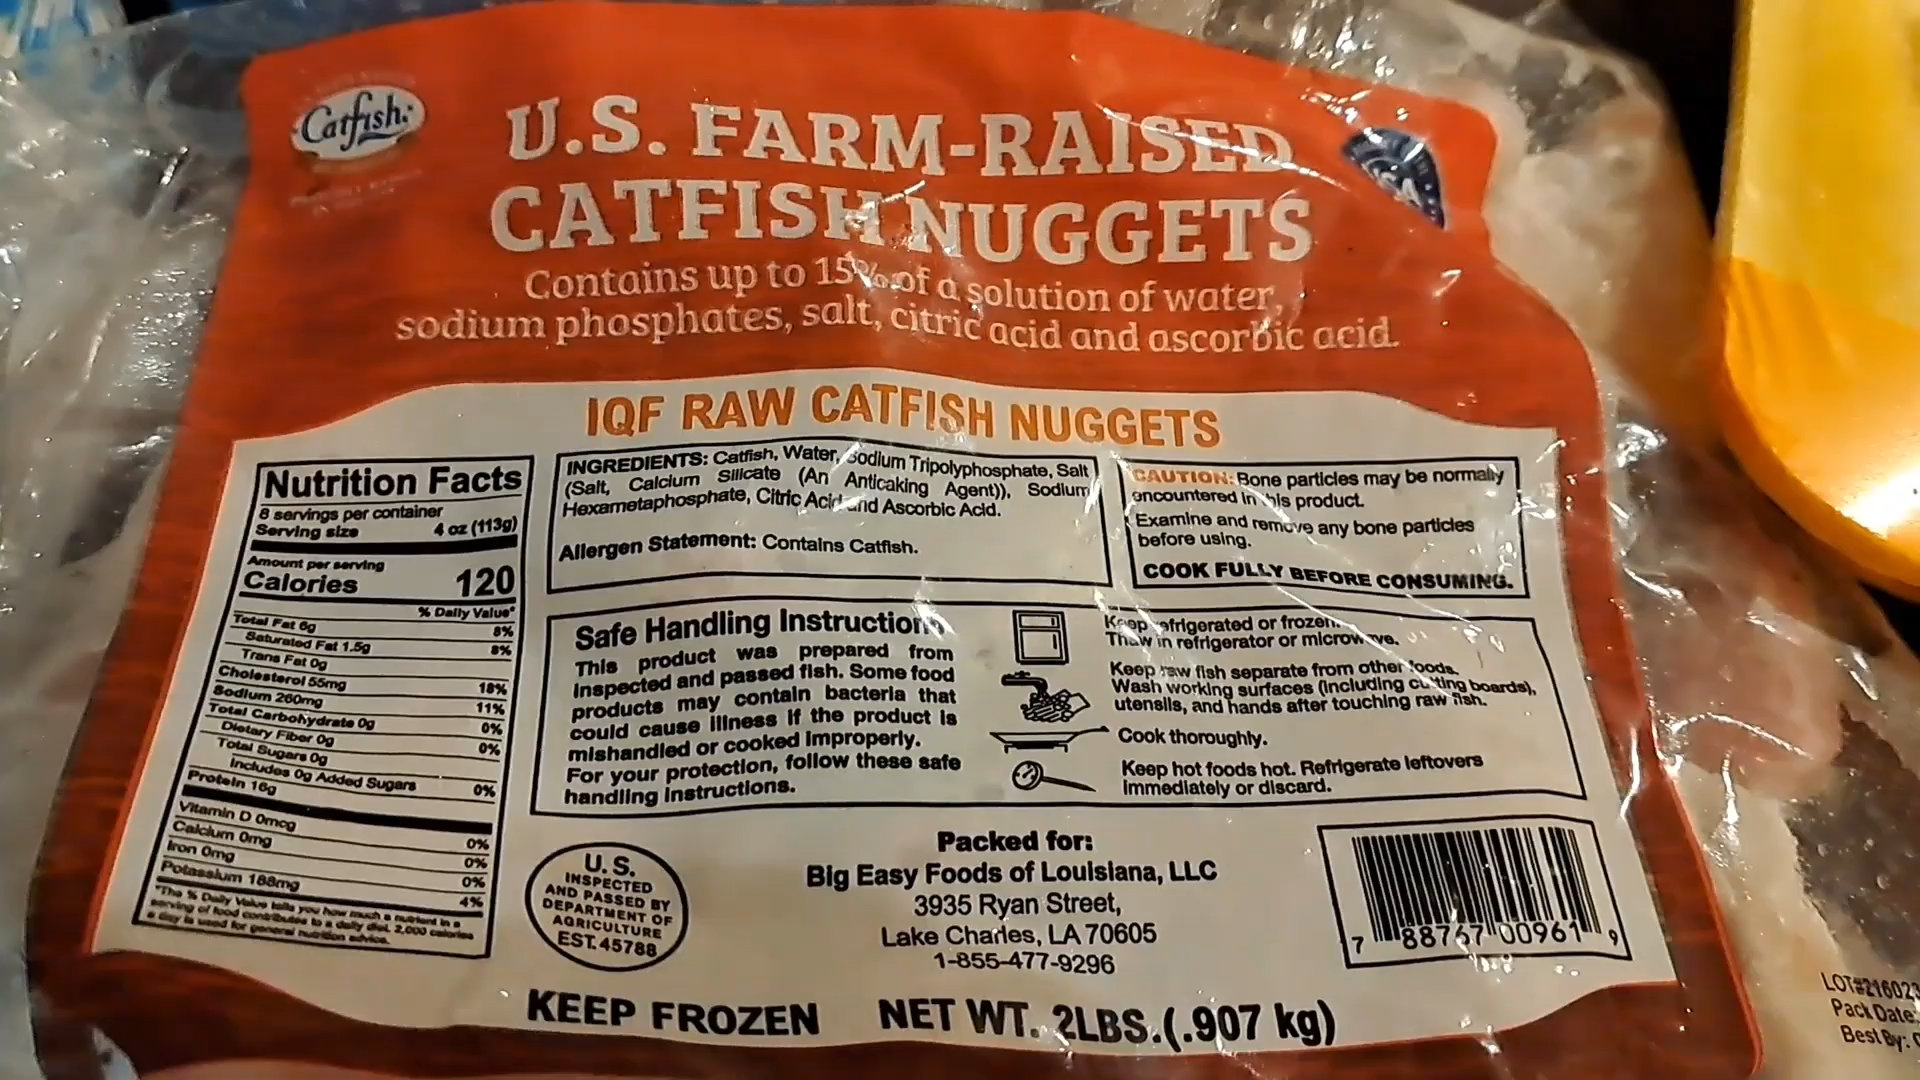 Catfish
U.S. FARM-RAISED
CATFISH NUGGETS
Contains up to 15% of a solution of water,
sodium phosphates, salt, citric acid and ascorbic acid.
IQF RAW CATFISH NUGGETS
Nutrition Facts
8 servings per container
Serving size 4 oz (113g)
Amount per serving
Calories 120
% Daily Value*
Total Fat 6g 8%
Saturated Fat 1.5g 8%
Trans Fat 0g
Cholesterol 55mg 18%
Sodium 260mg 11%
Total Carbohydrate 0g 0%
Dietary Fiber 0g 0%
Total Sugars 0g
Includes 0g Added Sugars 0%
Protein 16g
Vitamin D 0mcg 0%
Calcium 0mg 0%
Iron 0mg 0%
Potassium 188mg 4%
*The % Daily Value tells you how much a nutrient in a
serving of food contributes to a daily diet. 2,000 calories
a day is used for general nutrition advice.
INGREDIENTS: Catfish, Water, Sodium Tripolyphosphate, Salt
(Salt, Calcium Silicate (An Anticaking Agent)), Sodium
Hexametaphosphate, Citric Acid and Ascorbic Acid.
Allergen Statement: Contains Catfish.
CAUTION: Bone particles may be normally
encountered in this product.
Examine and remove any bone particles
before using.
COOK FULLY BEFORE CONSUMING.
Safe Handling Instructions
This product was prepared from
inspected and passed fish. Some food
products may contain bacteria that
could cause illness if the product is
mishandled or cooked improperly.
For your protection, follow these safe
handling instructions.
Keep refrigerated or frozen.
Thaw in refrigerator or microwave.
Keep raw fish separate from other foods.
Wash working surfaces (including cutting boards),
utensils, and hands after touching raw fish.
Cook thoroughly.
Keep hot foods hot. Refrigerate leftovers
immediately or discard.
U.S.
INSPECTED
AND PASSED BY
DEPARTMENT OF
AGRICULTURE
EST. 45788
Packed for:
Big Easy Foods of Louisiana, LLC
3935 Ryan Street,
Lake Charles, LA 70605
1-855-477-9296
7 88767 00961 9
KEEP FROZEN NET WT. 2LBS.(.907 kg)
LOT#216023
Pack Date:
Best By: